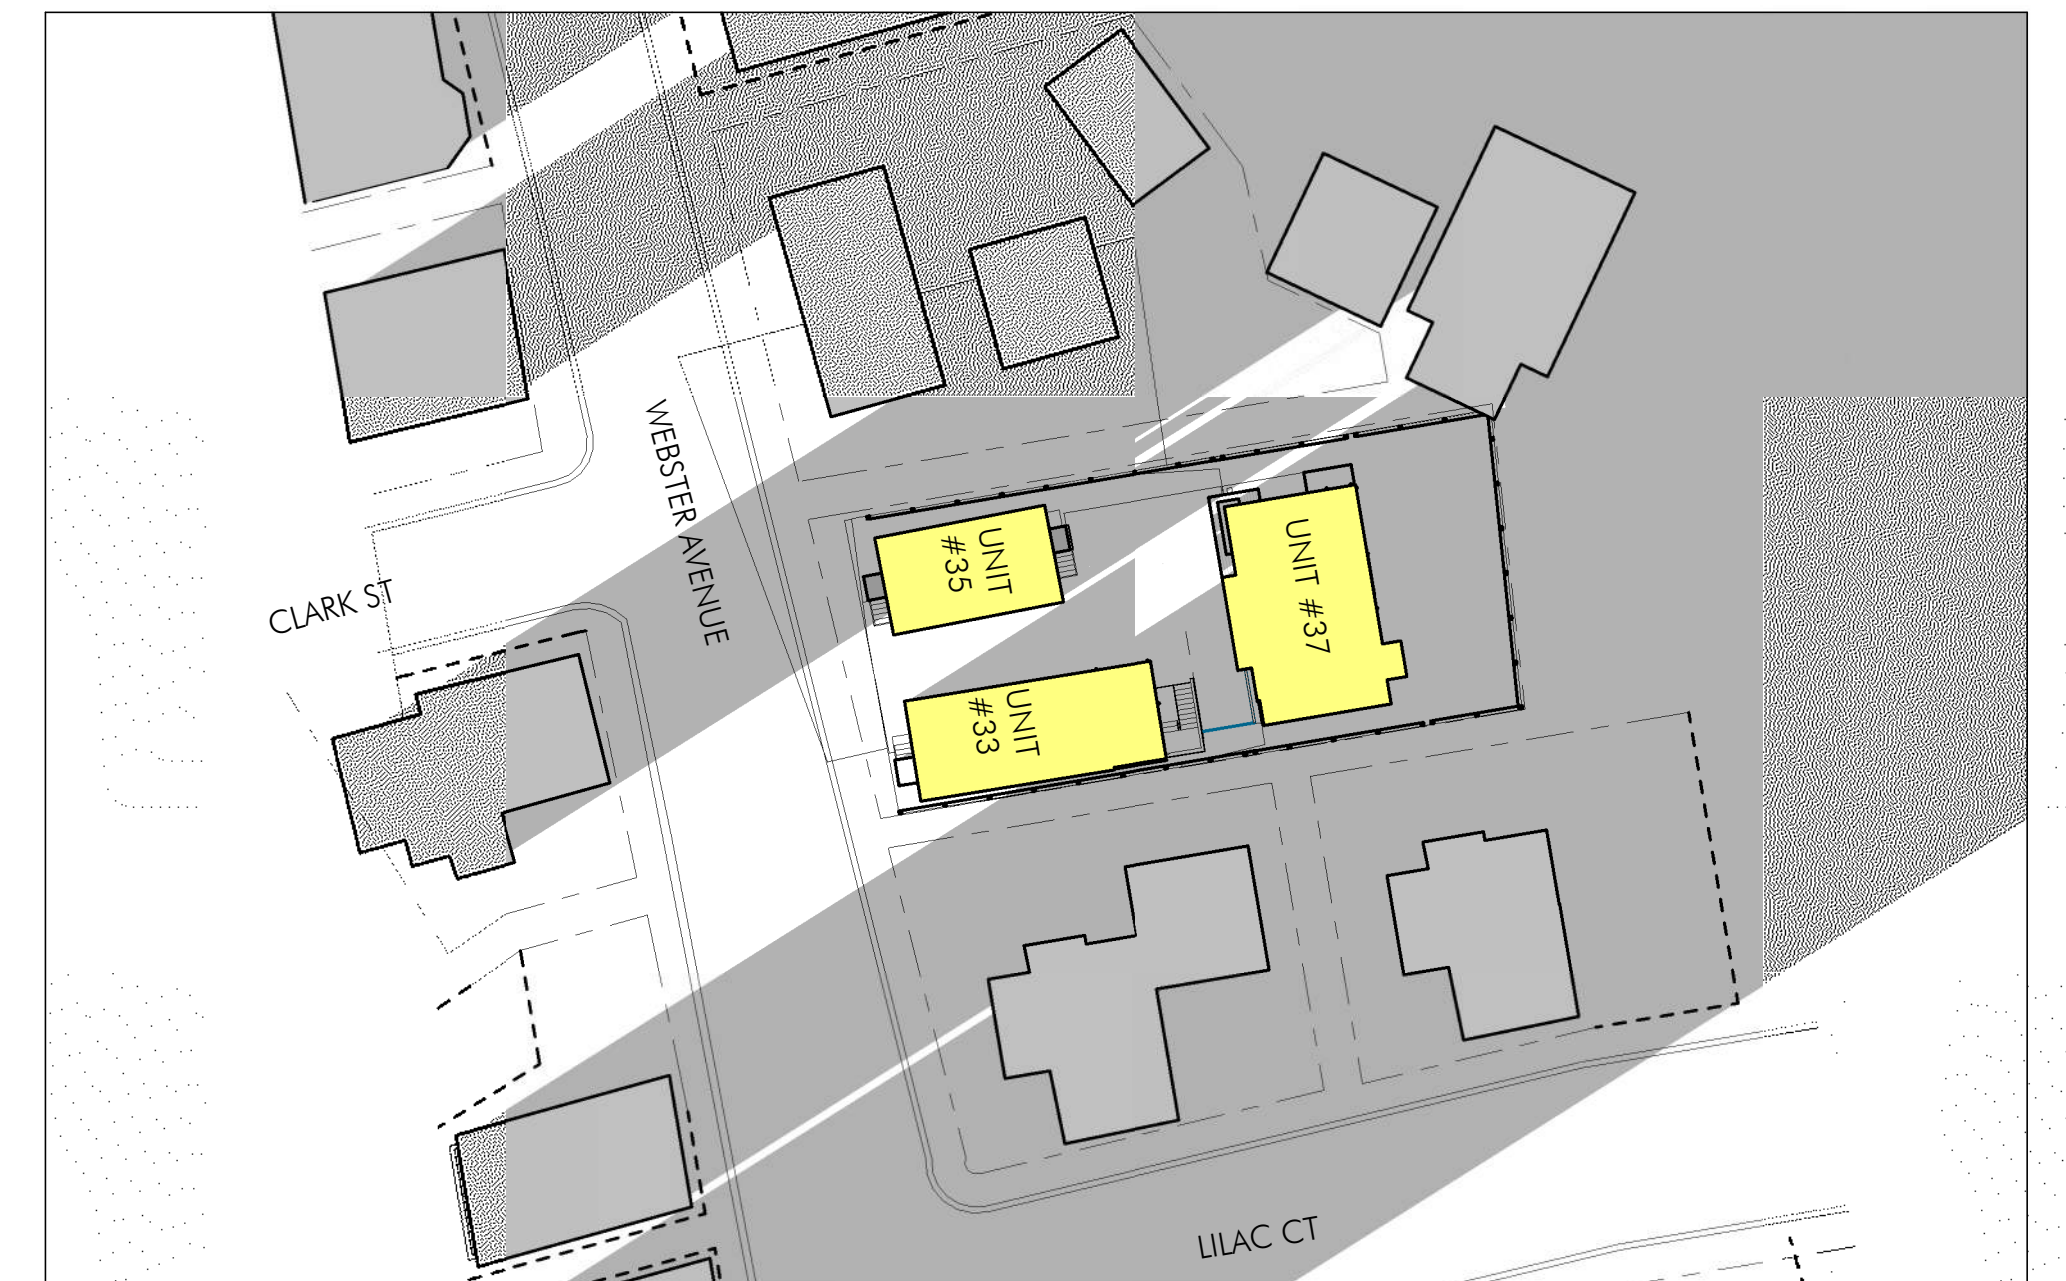 WEBSTER AVENUE
CLARK ST
UNIT
#35
UNIT #37
UNIT
#33
LILAC CT